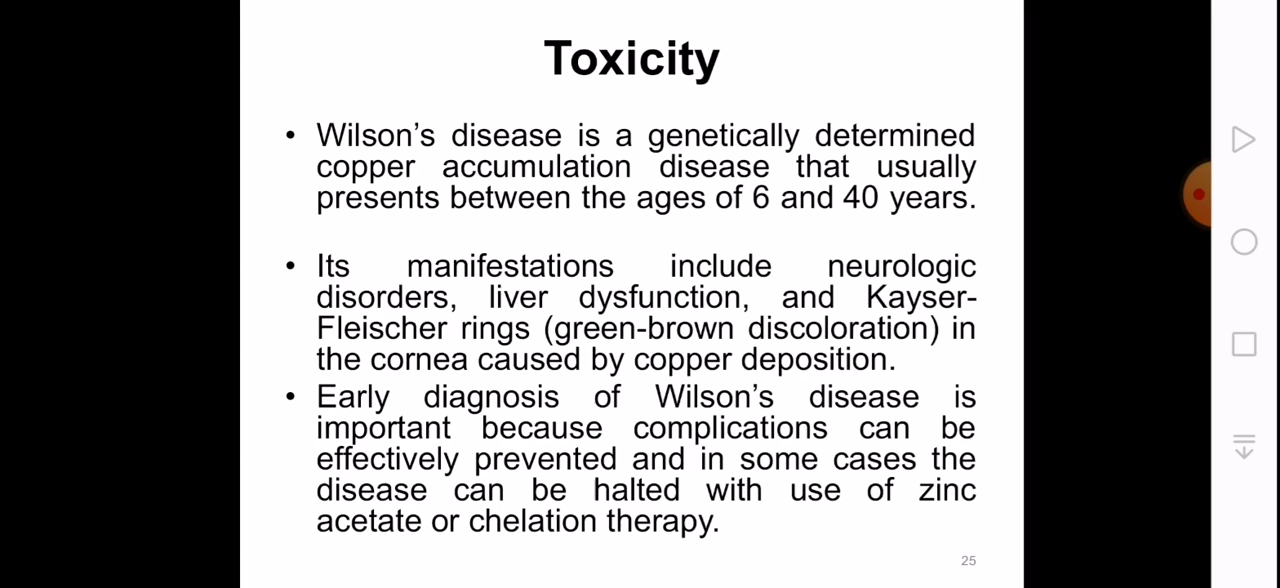 Toxicity
• Wilson’s disease is a genetically determined
copper accumulation disease that usually
presents between the ages of 6 and 40 years.
• Its manifestations include neurologic
disorders, liver dysfunction, and Kayser-
Fleischer rings (green-brown discoloration) in
the cornea caused by copper deposition.
• Early diagnosis of Wilson’s disease is
important because complications can be
effectively prevented and in some cases the
disease can be halted with use of zinc
acetate or chelation therapy.
25